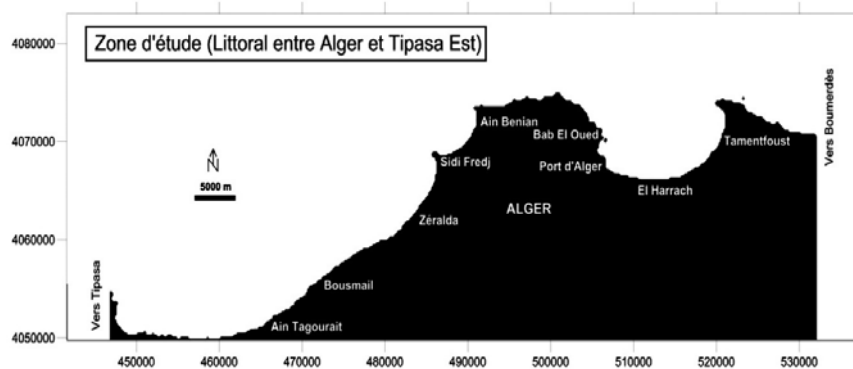 Zone d'étude (Littoral entre Alger et Tipasa Est)
4080000
4070000
4060000
4050000
N
5000 m
Ain Benian
Bab El Oued
Sidi Fredj
Port d'Alger
Tamentfoust
El Harrach
ALGER
Zéralda
Bousmail
Ain Tagourait
Vers Tipasa
Vers Boumerdès
450000 460000 470000 480000 490000 500000 510000 520000 530000